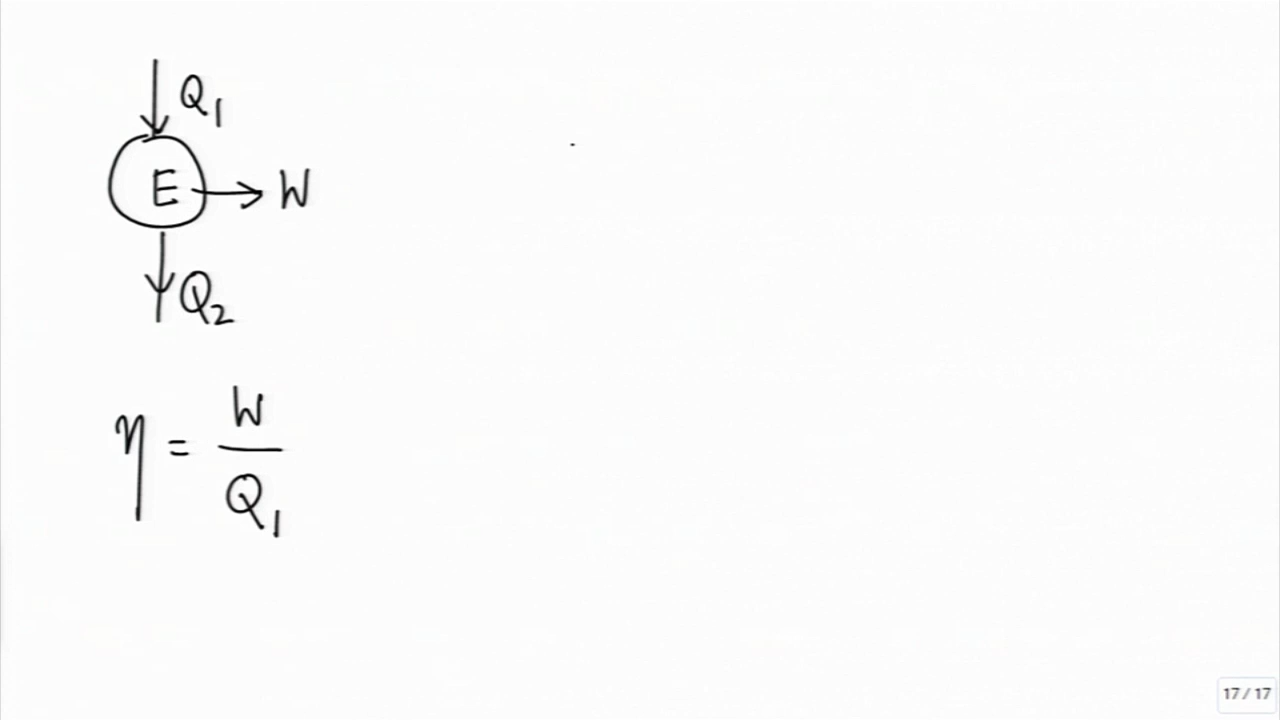 Q₁
E → W
Q₂
η = W / Q₁
17 / 17